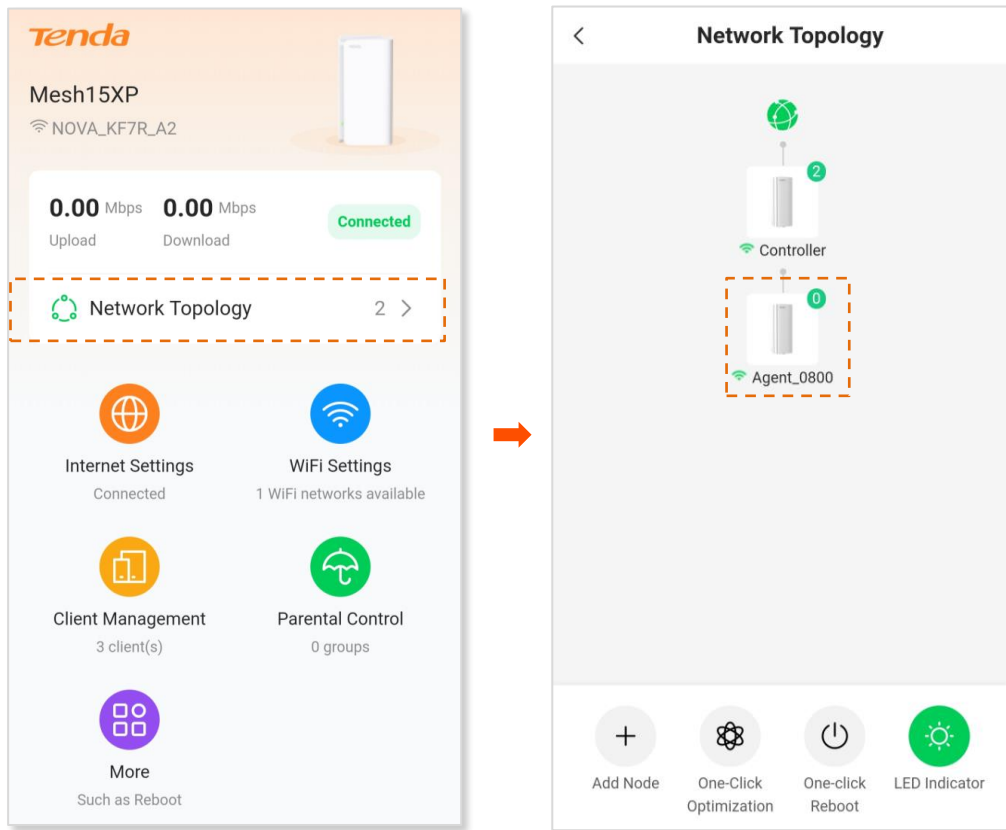 Tenda
Mesh15XP
NOVA_KF7R_A2
0.00 Mbps 0.00 Mbps
Connected
Upload Download
Network Topology 2
Internet Settings
Connected
WiFi Settings
1 WiFi networks available
Client Management
3 client(s)
Parental Control
0 groups
More
Such as Reboot
Network Topology
2
Controller
0
Agent_0800
Add Node
One-Click
Optimization
One-click
Reboot
LED Indicator